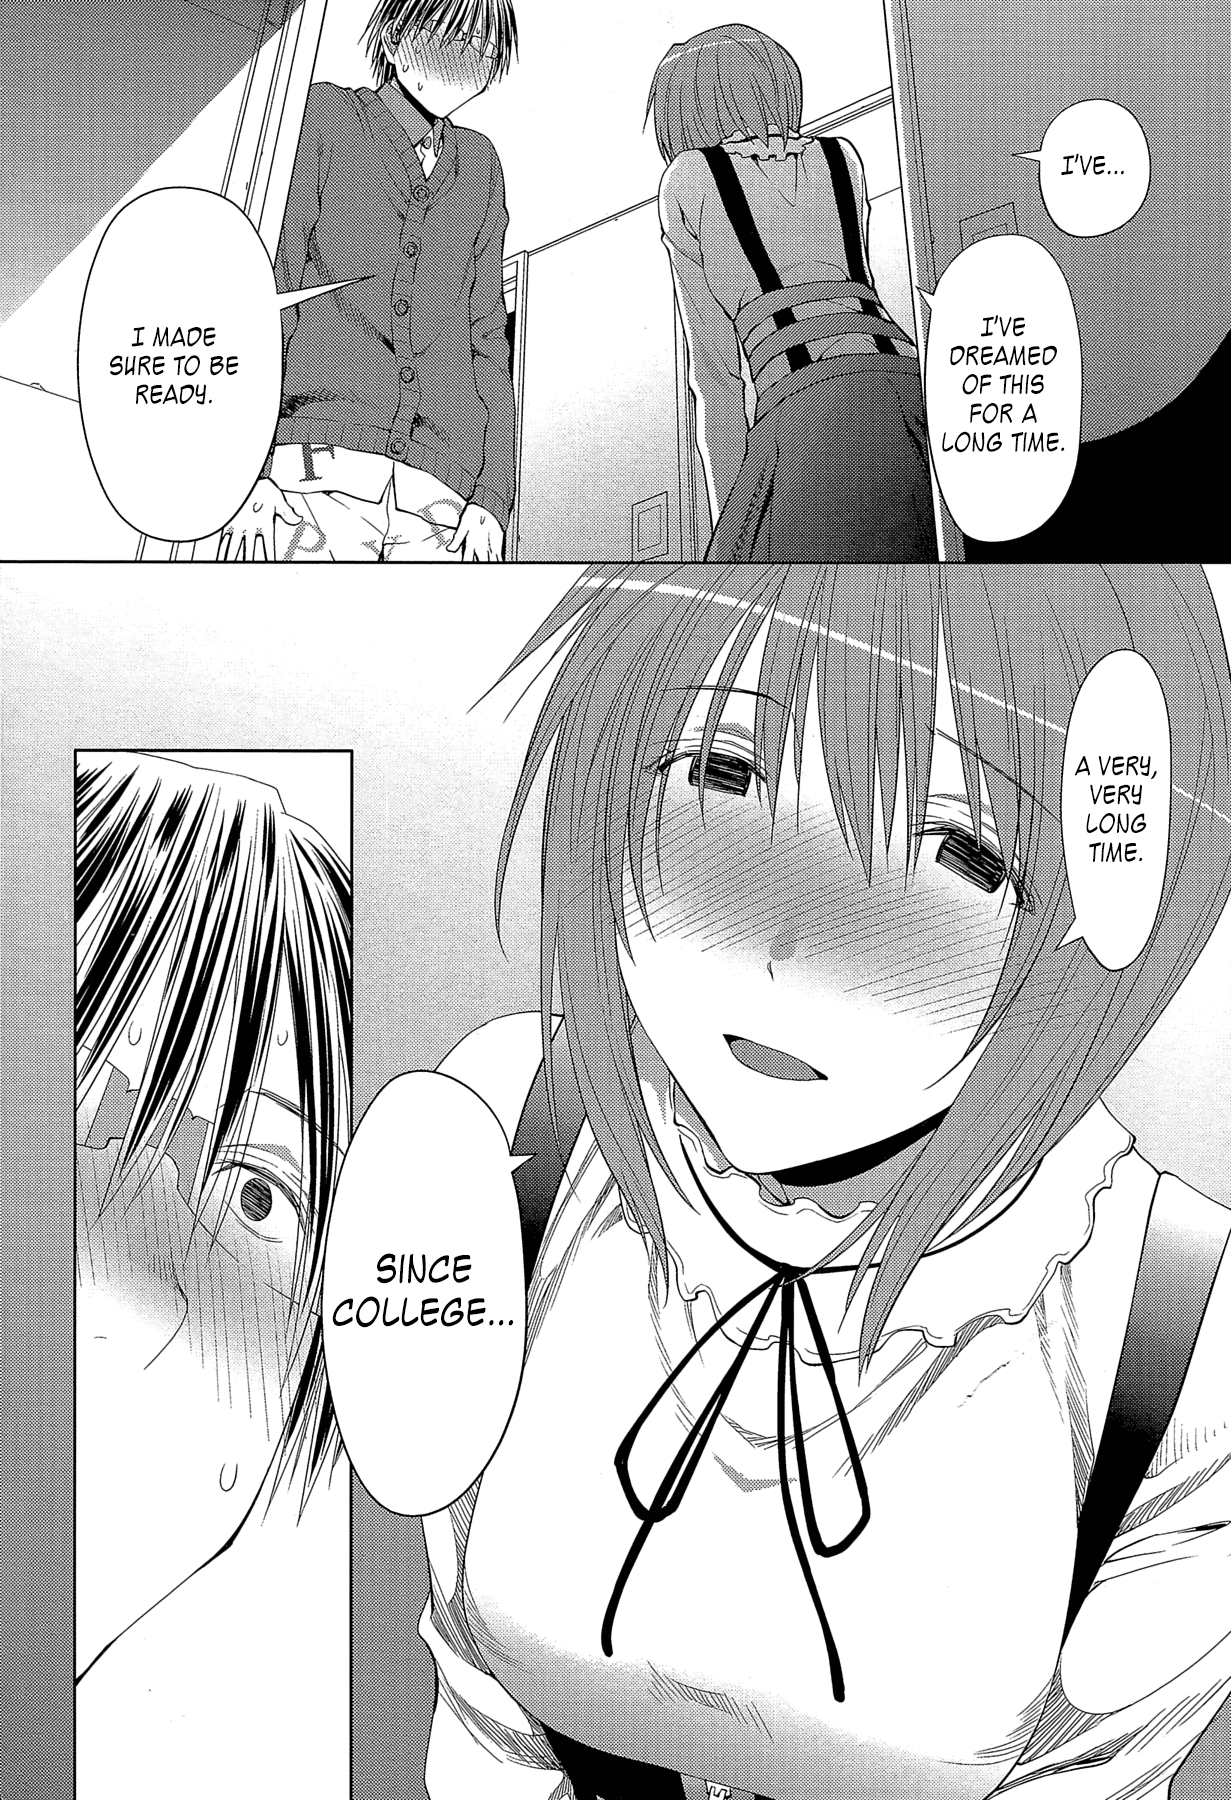 I'VE...
I'VE
DREAMED
OF THIS
FOR A
LONG TIME.
I MADE
SURE TO BE
READY.
F
P Y
A VERY,
VERY
LONG
TIME.
SINCE
COLLEGE...